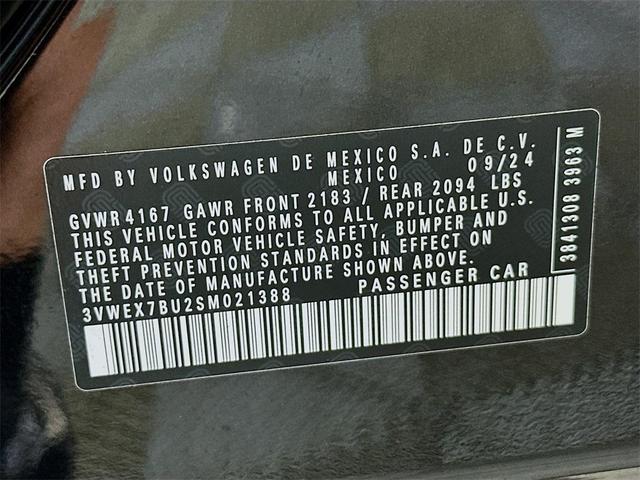 MFD BY VOLKSWAGEN DE MEXICO S.A. DE C.V.
MEXICO 09/24
GVWR 4167 GAWR FRONT 2183 / REAR 2094 LBS
THIS VEHICLE CONFORMS TO ALL APPLICABLE U.S.
FEDERAL MOTOR VEHICLE SAFETY, BUMPER AND
THEFT PREVENTION STANDARDS IN EFFECT ON
THE DATE OF MANUFACTURE SHOWN ABOVE.
3VWEX7BU2SM021388 PASSENGER CAR
3841308 3963 M